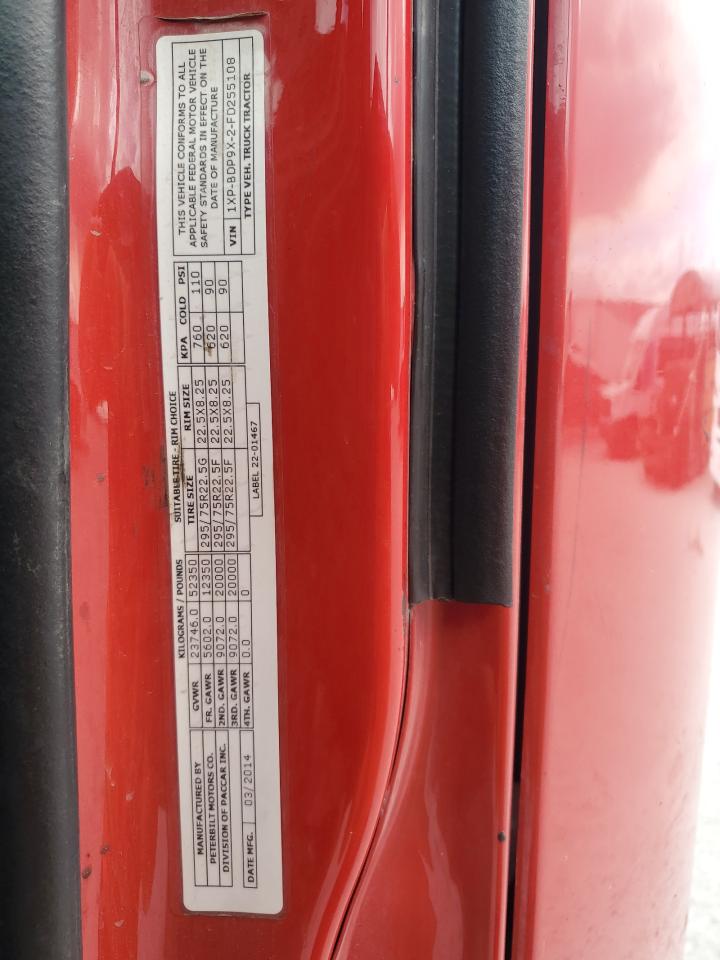 MANUFACTURED BY
PETERBILT MOTORS CO.
DIVISION OF PACCAR INC.
DATE MFG. 03/2014
KILOGRAMS / POUNDS
GVWR 23746.0 52350
FR. GAWR 5602.0 12350
2ND. GAWR 9072.0 20000
3RD. GAWR 9072.0 20000
4TH. GAWR 0.0 0
SUITABLE TIRE - RIM CHOICE
TIRE SIZE RIM SIZE KPA COLD PSI
295/75R22.5G 22.5X8.25 760 110
295/75R22.5F 22.5X8.25 620 90
295/75R22.5F 22.5X8.25 620 90
LABEL 22-01467
THIS VEHICLE CONFORMS TO ALL
APPLICABLE FEDERAL MOTOR VEHICLE
SAFETY STANDARDS IN EFFECT ON THE
DATE OF MANUFACTURE
VIN 1XP-BDP9X-2-FD255108
TYPE VEH. TRUCK TRACTOR